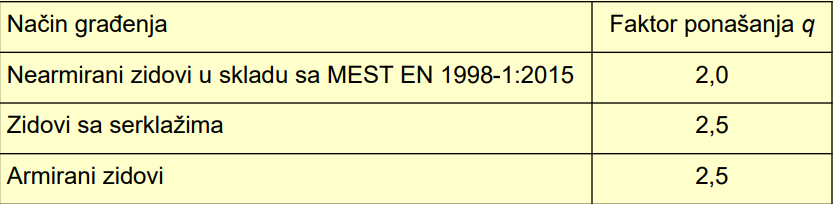 Način građenja Faktor ponašanja q
Nearmirani zidovi u skladu sa MEST EN 1998-1:2015 2,0
Zidovi sa serklažima 2,5
Armirani zidovi 2,5